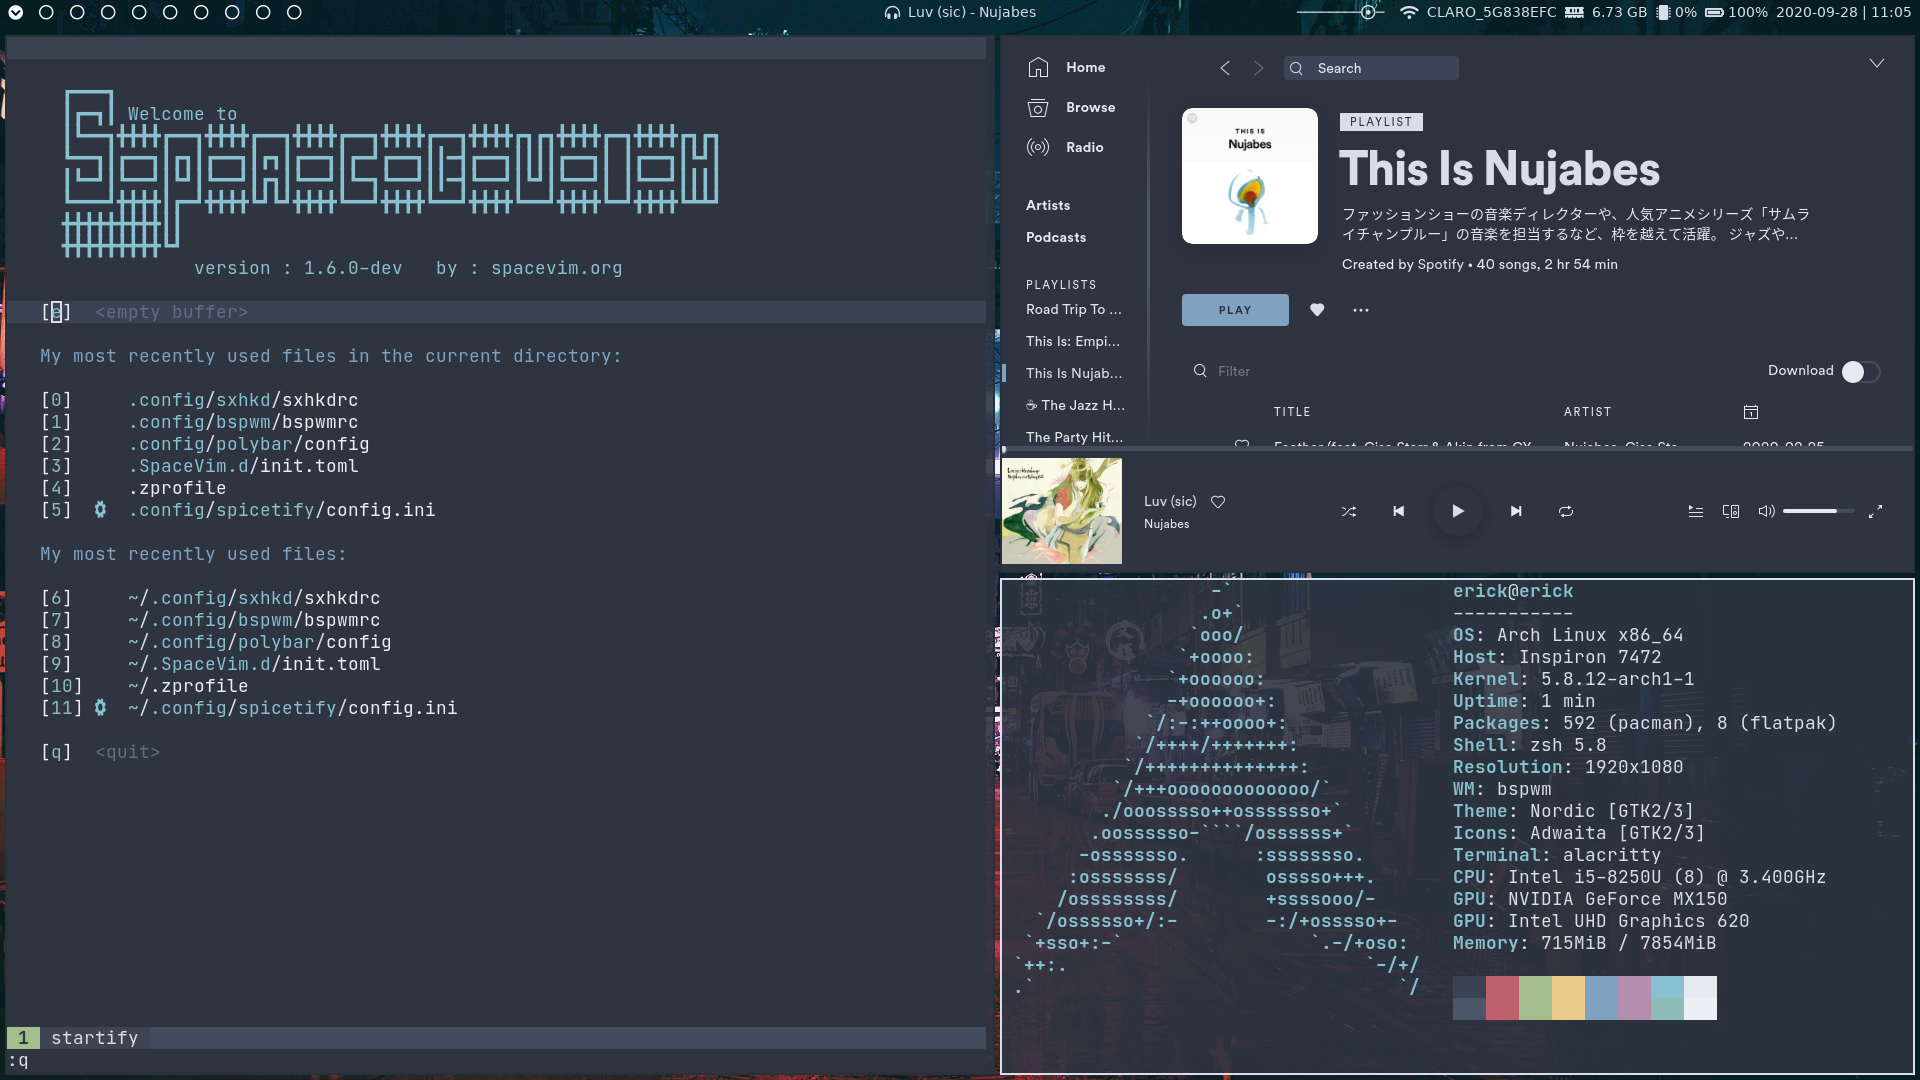 Luv (sic) - Nujabes
CLARO_5G838EFC 6.73 GB 0% 100% 2020-09-28 | 11:05
Welcome to
version : 1.6.0-dev by : spacevim.org
[e] <empty buffer>
My most recently used files in the current directory:
[0] .config/sxhkd/sxhkdrc
[1] .config/bspwm/bspwmrc
[2] .config/polybar/config
[3] .SpaceVim.d/init.toml
[4] .zprofile
[5] .config/spicetify/config.ini
My most recently used files:
[6] ~/.config/sxhkd/sxhkdrc
[7] ~/.config/bspwm/bspwmrc
[8] ~/.config/polybar/config
[9] ~/.SpaceVim.d/init.toml
[10] ~/.zprofile
[11] ~/.config/spicetify/config.ini
[q] <quit>
1 startify
:q
Home
Browse
Radio
Artists
Podcasts
PLAYLISTS
Road Trip To ...
This Is: Empi...
This Is Nujab...
The Jazz H...
The Party Hit...
Search
THIS IS
Nujabes
PLAYLIST
This Is Nujabes
ファッションショーの音楽ディレクターや、人気アニメシリーズ「サムラ
イチャンプルー」の音楽を担当するなど、枠を越えて活躍。 ジャズや...
Created by Spotify • 40 songs, 2 hr 54 min
PLAY
Filter
Download
TITLE ARTIST
Luv (sic)
Nujabes
erick@erick
-----------
OS: Arch Linux x86_64
Host: Inspiron 7472
Kernel: 5.8.12-arch1-1
Uptime: 1 min
Packages: 592 (pacman), 8 (flatpak)
Shell: zsh 5.8
Resolution: 1920x1080
WM: bspwm
Theme: Nordic [GTK2/3]
Icons: Adwaita [GTK2/3]
Terminal: alacritty
CPU: Intel i5-8250U (8) @ 3.400GHz
GPU: NVIDIA GeForce MX150
GPU: Intel UHD Graphics 620
Memory: 715MiB / 7854MiB